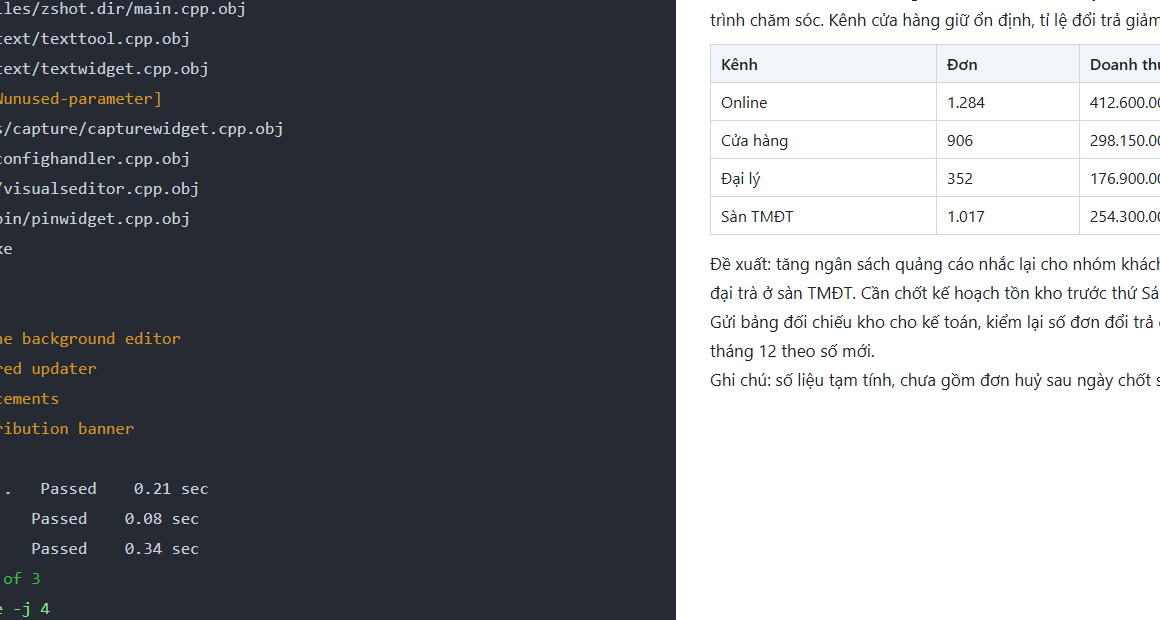 iles/zshot.dir/main.cpp.obj
text/texttool.cpp.obj
text/textwidget.cpp.obj
Wunused-parameter]
s/capture/capturewidget.cpp.obj
confighandler.cpp.obj
/visualseditor.cpp.obj
pin/pinwidget.cpp.obj
xe
ne background editor
red updater
cements
ribution banner
. Passed 0.21 sec
Passed 0.08 sec
Passed 0.34 sec
of 3
e -j 4
trình chăm sóc. Kênh cửa hàng giữ ổn định, tỉ lệ đổi trả giảm
Kênh Đơn Doanh thu
Online 1.284 412.600.00
Cửa hàng 906 298.150.00
Đại lý 352 176.900.00
Sàn TMĐT 1.017 254.300.00
Đề xuất: tăng ngân sách quảng cáo nhắc lại cho nhóm khách
đại trà ở sàn TMĐT. Cần chốt kế hoạch tồn kho trước thứ Sá
Gửi bảng đối chiếu kho cho kế toán, kiểm lại số đơn đổi trả
tháng 12 theo số mới.
Ghi chú: số liệu tạm tính, chưa gồm đơn huỷ sau ngày chốt s